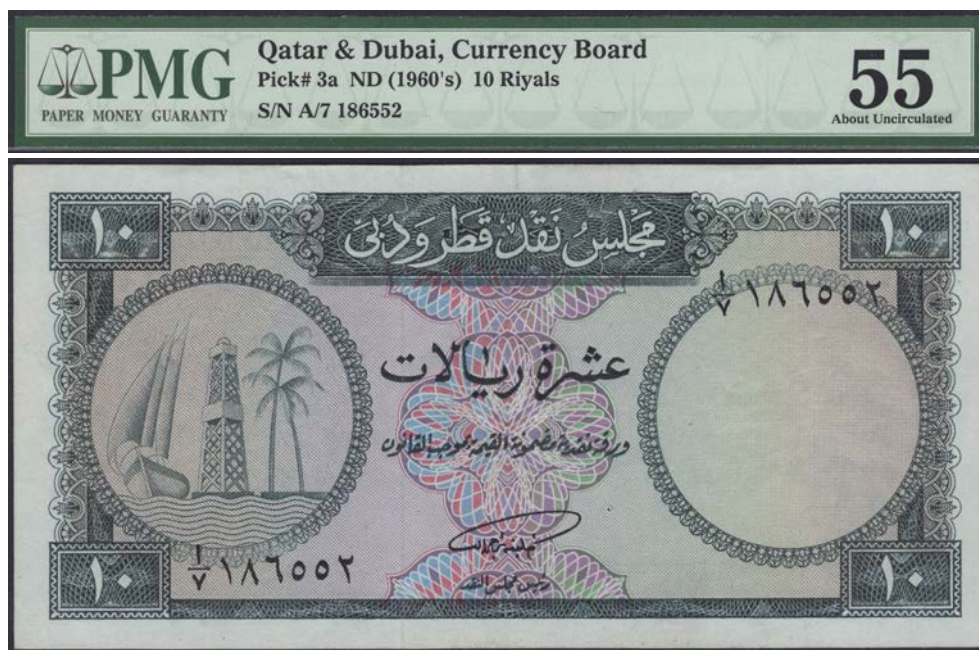 PMG
PAPER MONEY GUARANTY
Qatar & Dubai, Currency Board
Pick# 3a ND (1960's) 10 Riyals
S/N A/7 186552
55
About Uncirculated
١٠
مجلس نقد قطر ودبي
١٠
١/٧ ١٨٦٥٥٢
عشرة ريالات
ورقة نقدية مضمونة القيمة بموجب القانون
رئيس مجلس النقد
١٠
١/٧ ١٨٦٥٥٢
١٠